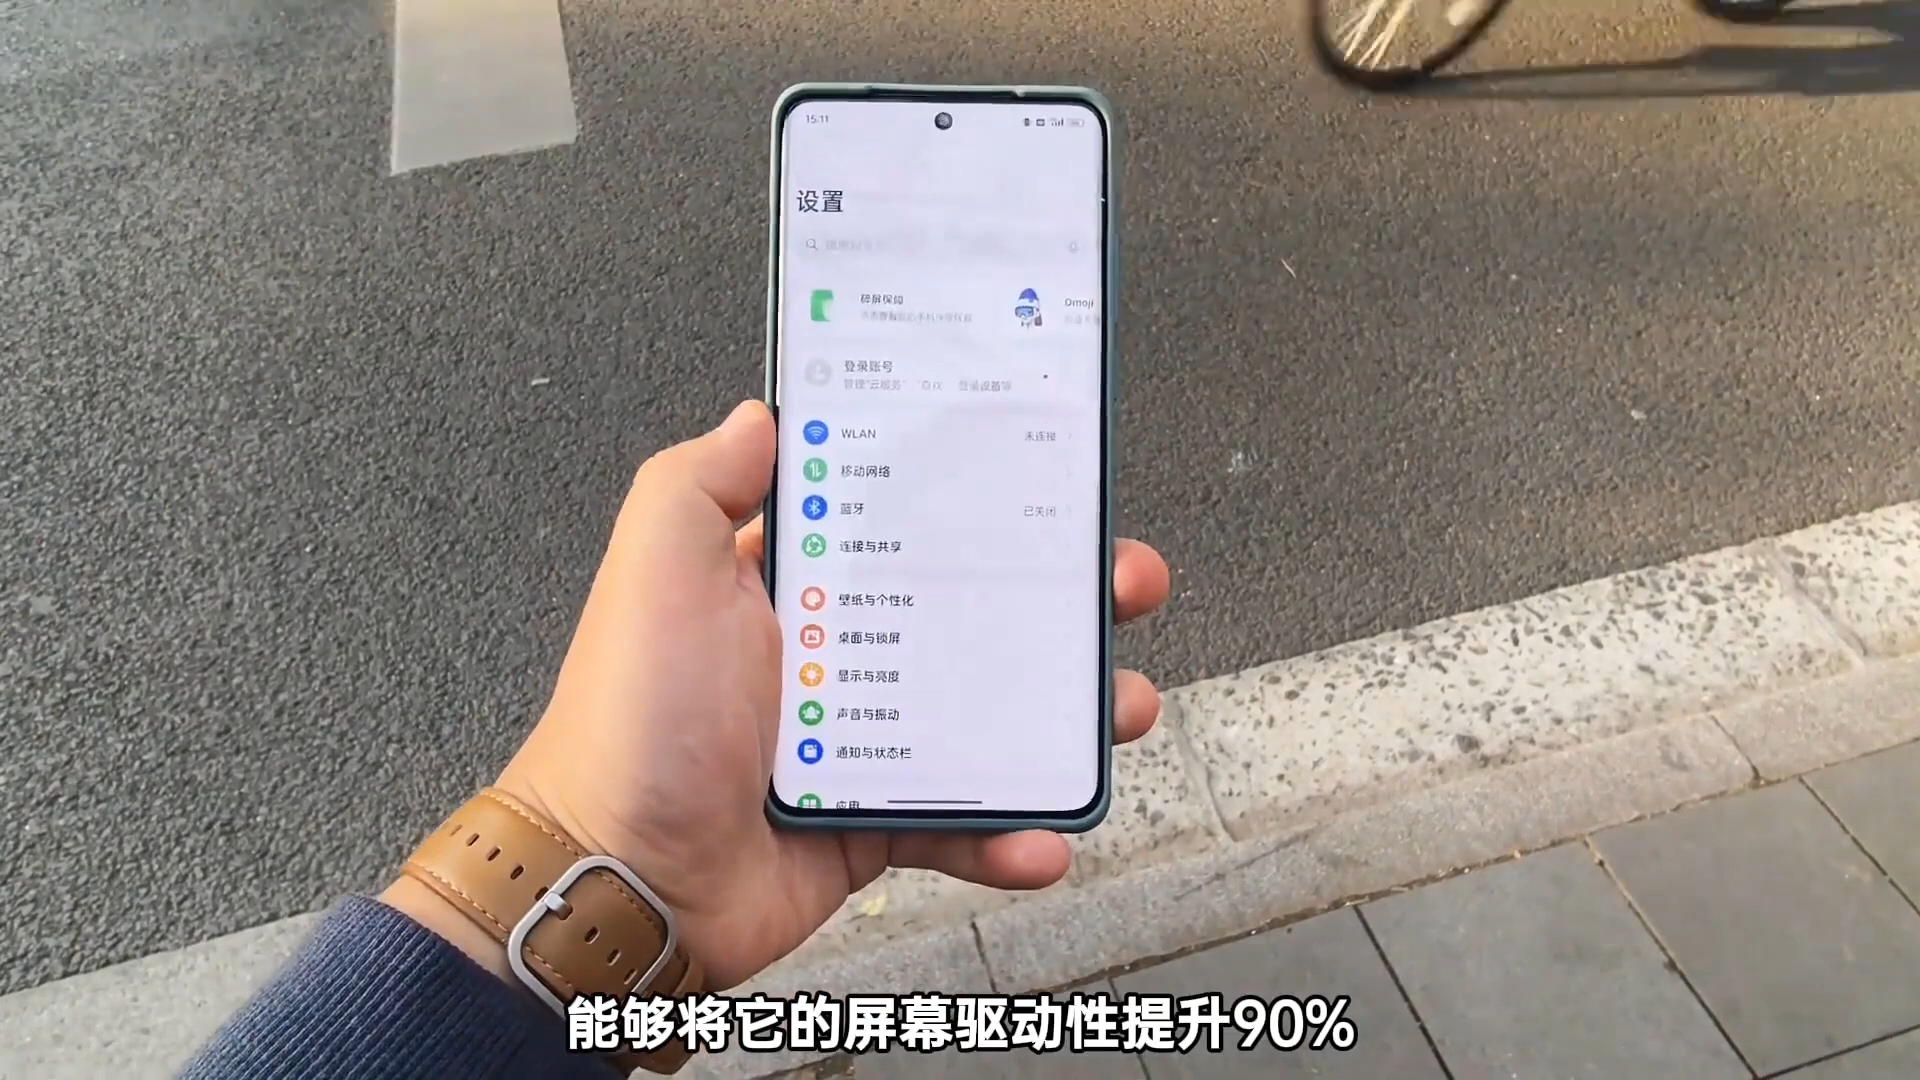 15:11
设置
碎屏保障
Omoji
登录账号
WLAN
未连接
移动网络
蓝牙
已关闭
连接与共享
壁纸与个性化
桌面与锁屏
显示与亮度
声音与振动
通知与状态栏
应用
能够将它的屏幕驱动性提升90%